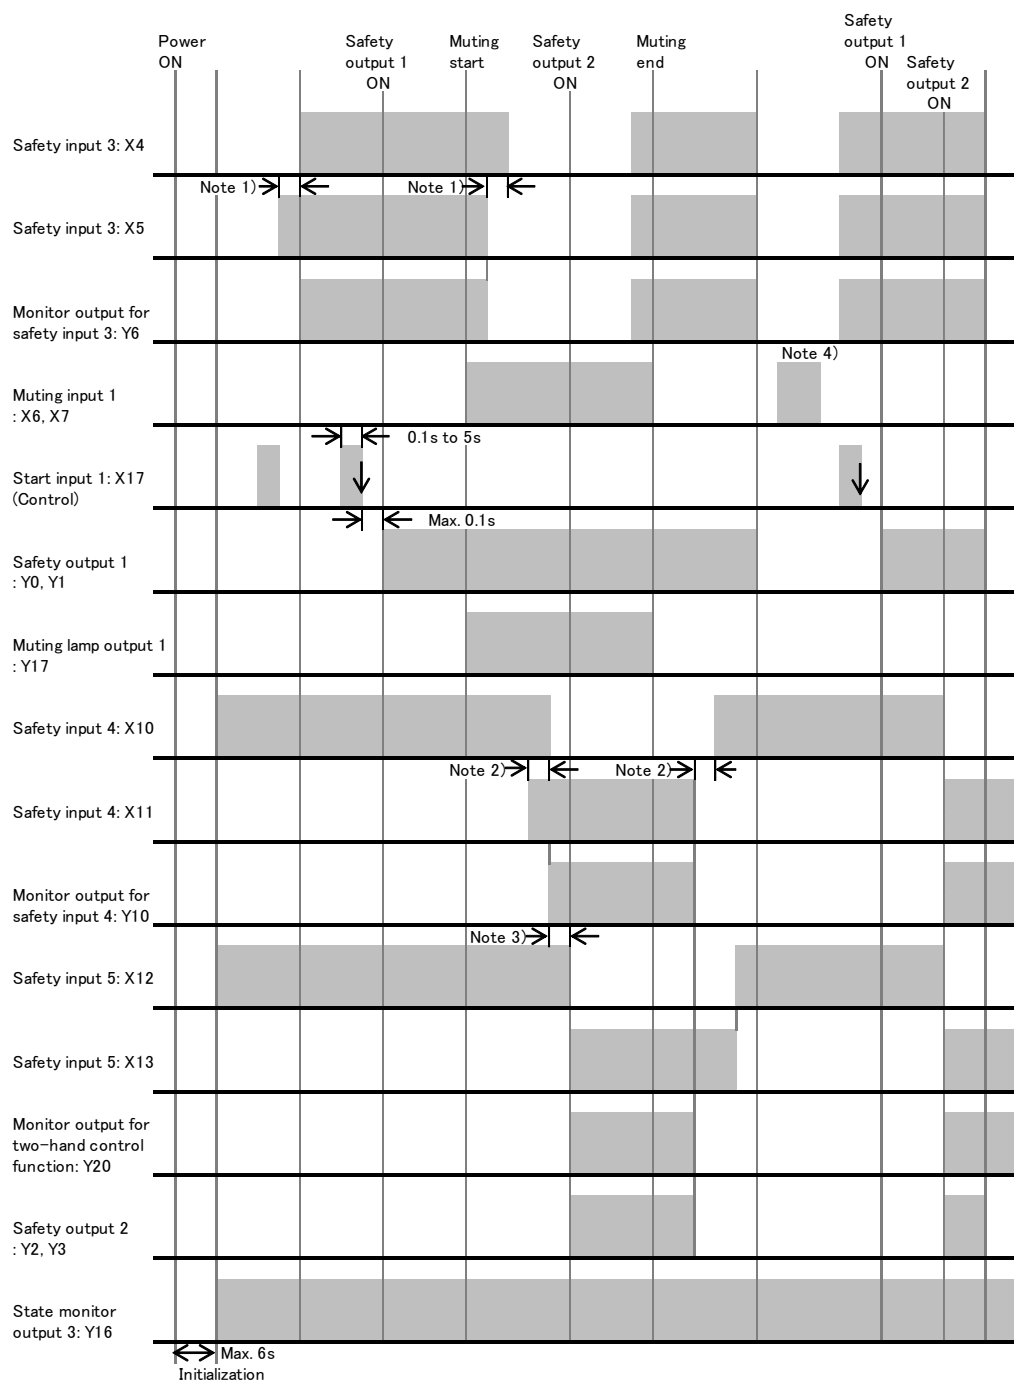 Power
ON
Safety
output 1
ON
Muting
start
Safety
output 2
ON
Muting
end
Safety
output 1
ON
Safety
output 2
ON
Safety input 3: X4
Note 1)
Note 1)
Safety input 3: X5
Monitor output for
safety input 3: Y6
Note 4)
Muting input 1
: X6, X7
0.1s to 5s
Start input 1: X17
(Control)
Max. 0.1s
Safety output 1
: Y0, Y1
Muting lamp output 1
: Y17
Safety input 4: X10
Note 2)
Note 2)
Safety input 4: X11
Monitor output for
safety input 4: Y10
Note 3)
Safety input 5: X12
Safety input 5: X13
Monitor output for
two-hand control
function: Y20
Safety output 2
: Y2, Y3
State monitor
output 3: Y16
Max. 6s
Initialization